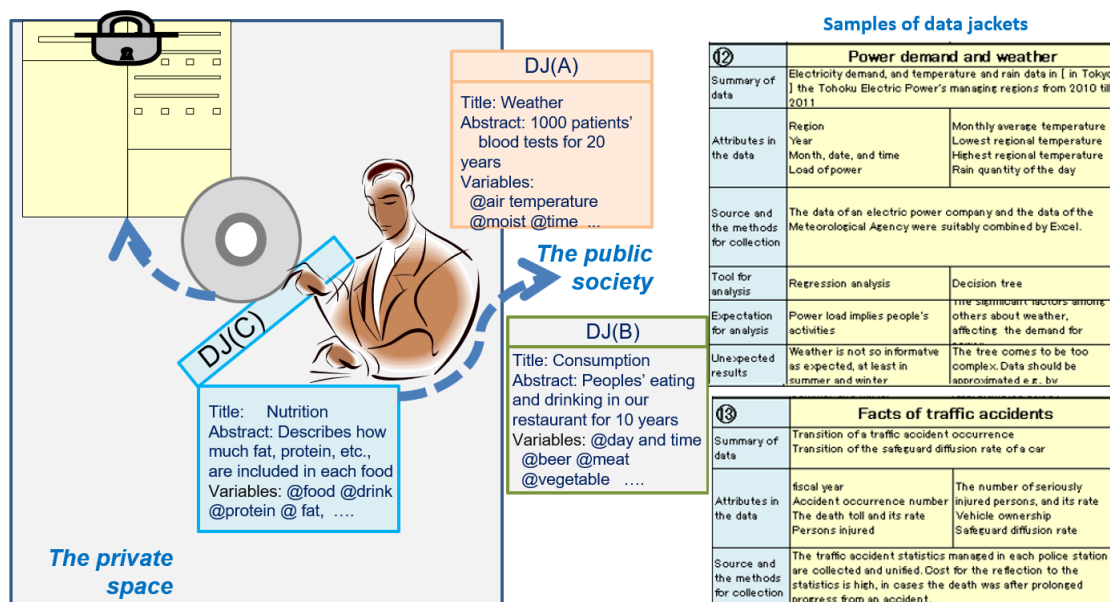 DJ(A)
Title: Weather
Abstract: 1000 patients'
blood tests for 20
years
Variables:
@air temperature
@moist @time ...
The public
society
DJ(B)
Title: Consumption
Abstract: Peoples' eating
and drinking in our
restaurant for 10 years
Variables: @day and time
@beer @meat
@vegetable ....
DJ(C)
Title: Nutrition
Abstract: Describes how
much fat, protein, etc.,
are included in each food
Variables: @food @drink
@protein @ fat, ....
The private
space
Samples of data jackets
⑫ Power demand and weather
Summary of
data
Electricity demand, and temperature and rain data in [ in Tokyo
] the Tohoku Electric Power's managing regions from 2010 till
2011
Attributes in
the data
Region
Year
Month, date, and time
Load of power
Monthly average temperature
Lowest regional temperature
Highest regional temperature
Rain quantity of the day
Source and
the methods
for collection
The data of an electric power company and the data of the
Meteorological Agency were suitably combined by Excel.
Tool for
analysis
Regression analysis
Decision tree
Expectation
for analysis
Power load implies people's
activities
The significant factors among
others about weather,
affecting the demand for
Unexpected
results
Weather is not so informative
as expected, at least in
summer and winter
The tree comes to be too
complex. Data should be
approximated e.g. by
⑬ Facts of traffic accidents
Summary of
data
Transition of a traffic accident occurrence
Transition of the safeguard diffusion rate of a car
Attributes in
the data
fiscal year
Accident occurrence number
The death toll and its rate
Persons injured
The number of seriously
injured persons, and its rate
Vehicle ownership
Safeguard diffusion rate
Source and
the methods
for collection
The traffic accident statistics managed in each police station
are collected and unified. Cost for the reflection to the
statistics is high, in cases the death was after prolonged
progress from an accident.